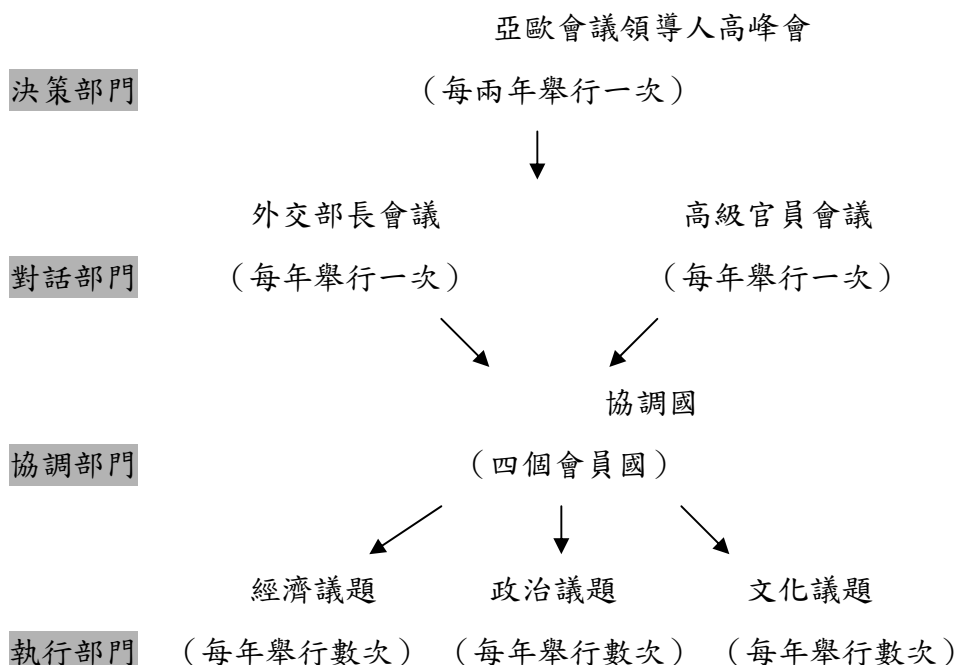 亞歐會議領導人高峰會
決策部門 （每兩年舉行一次）
外交部長會議 高級官員會議
對話部門 （每年舉行一次） （每年舉行一次）
協調國
協調部門 （四個會員國）
經濟議題 政治議題 文化議題
執行部門 （每年舉行數次） （每年舉行數次） （每年舉行數次）